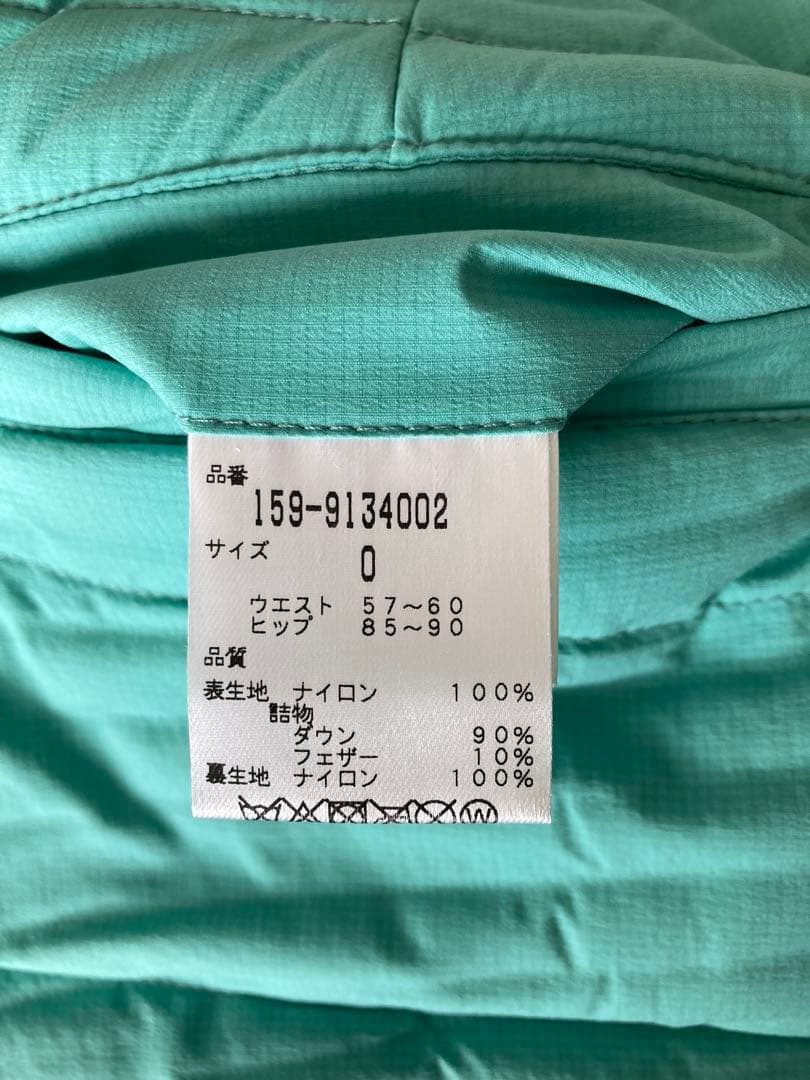 品番
159-9134002
サイズ
0
ウエスト 57〜60
ヒップ 85〜90
品質
表生地 ナイロン 100%
詰物
ダウン 90%
フェザー 10%
裏生地 ナイロン 100%
W